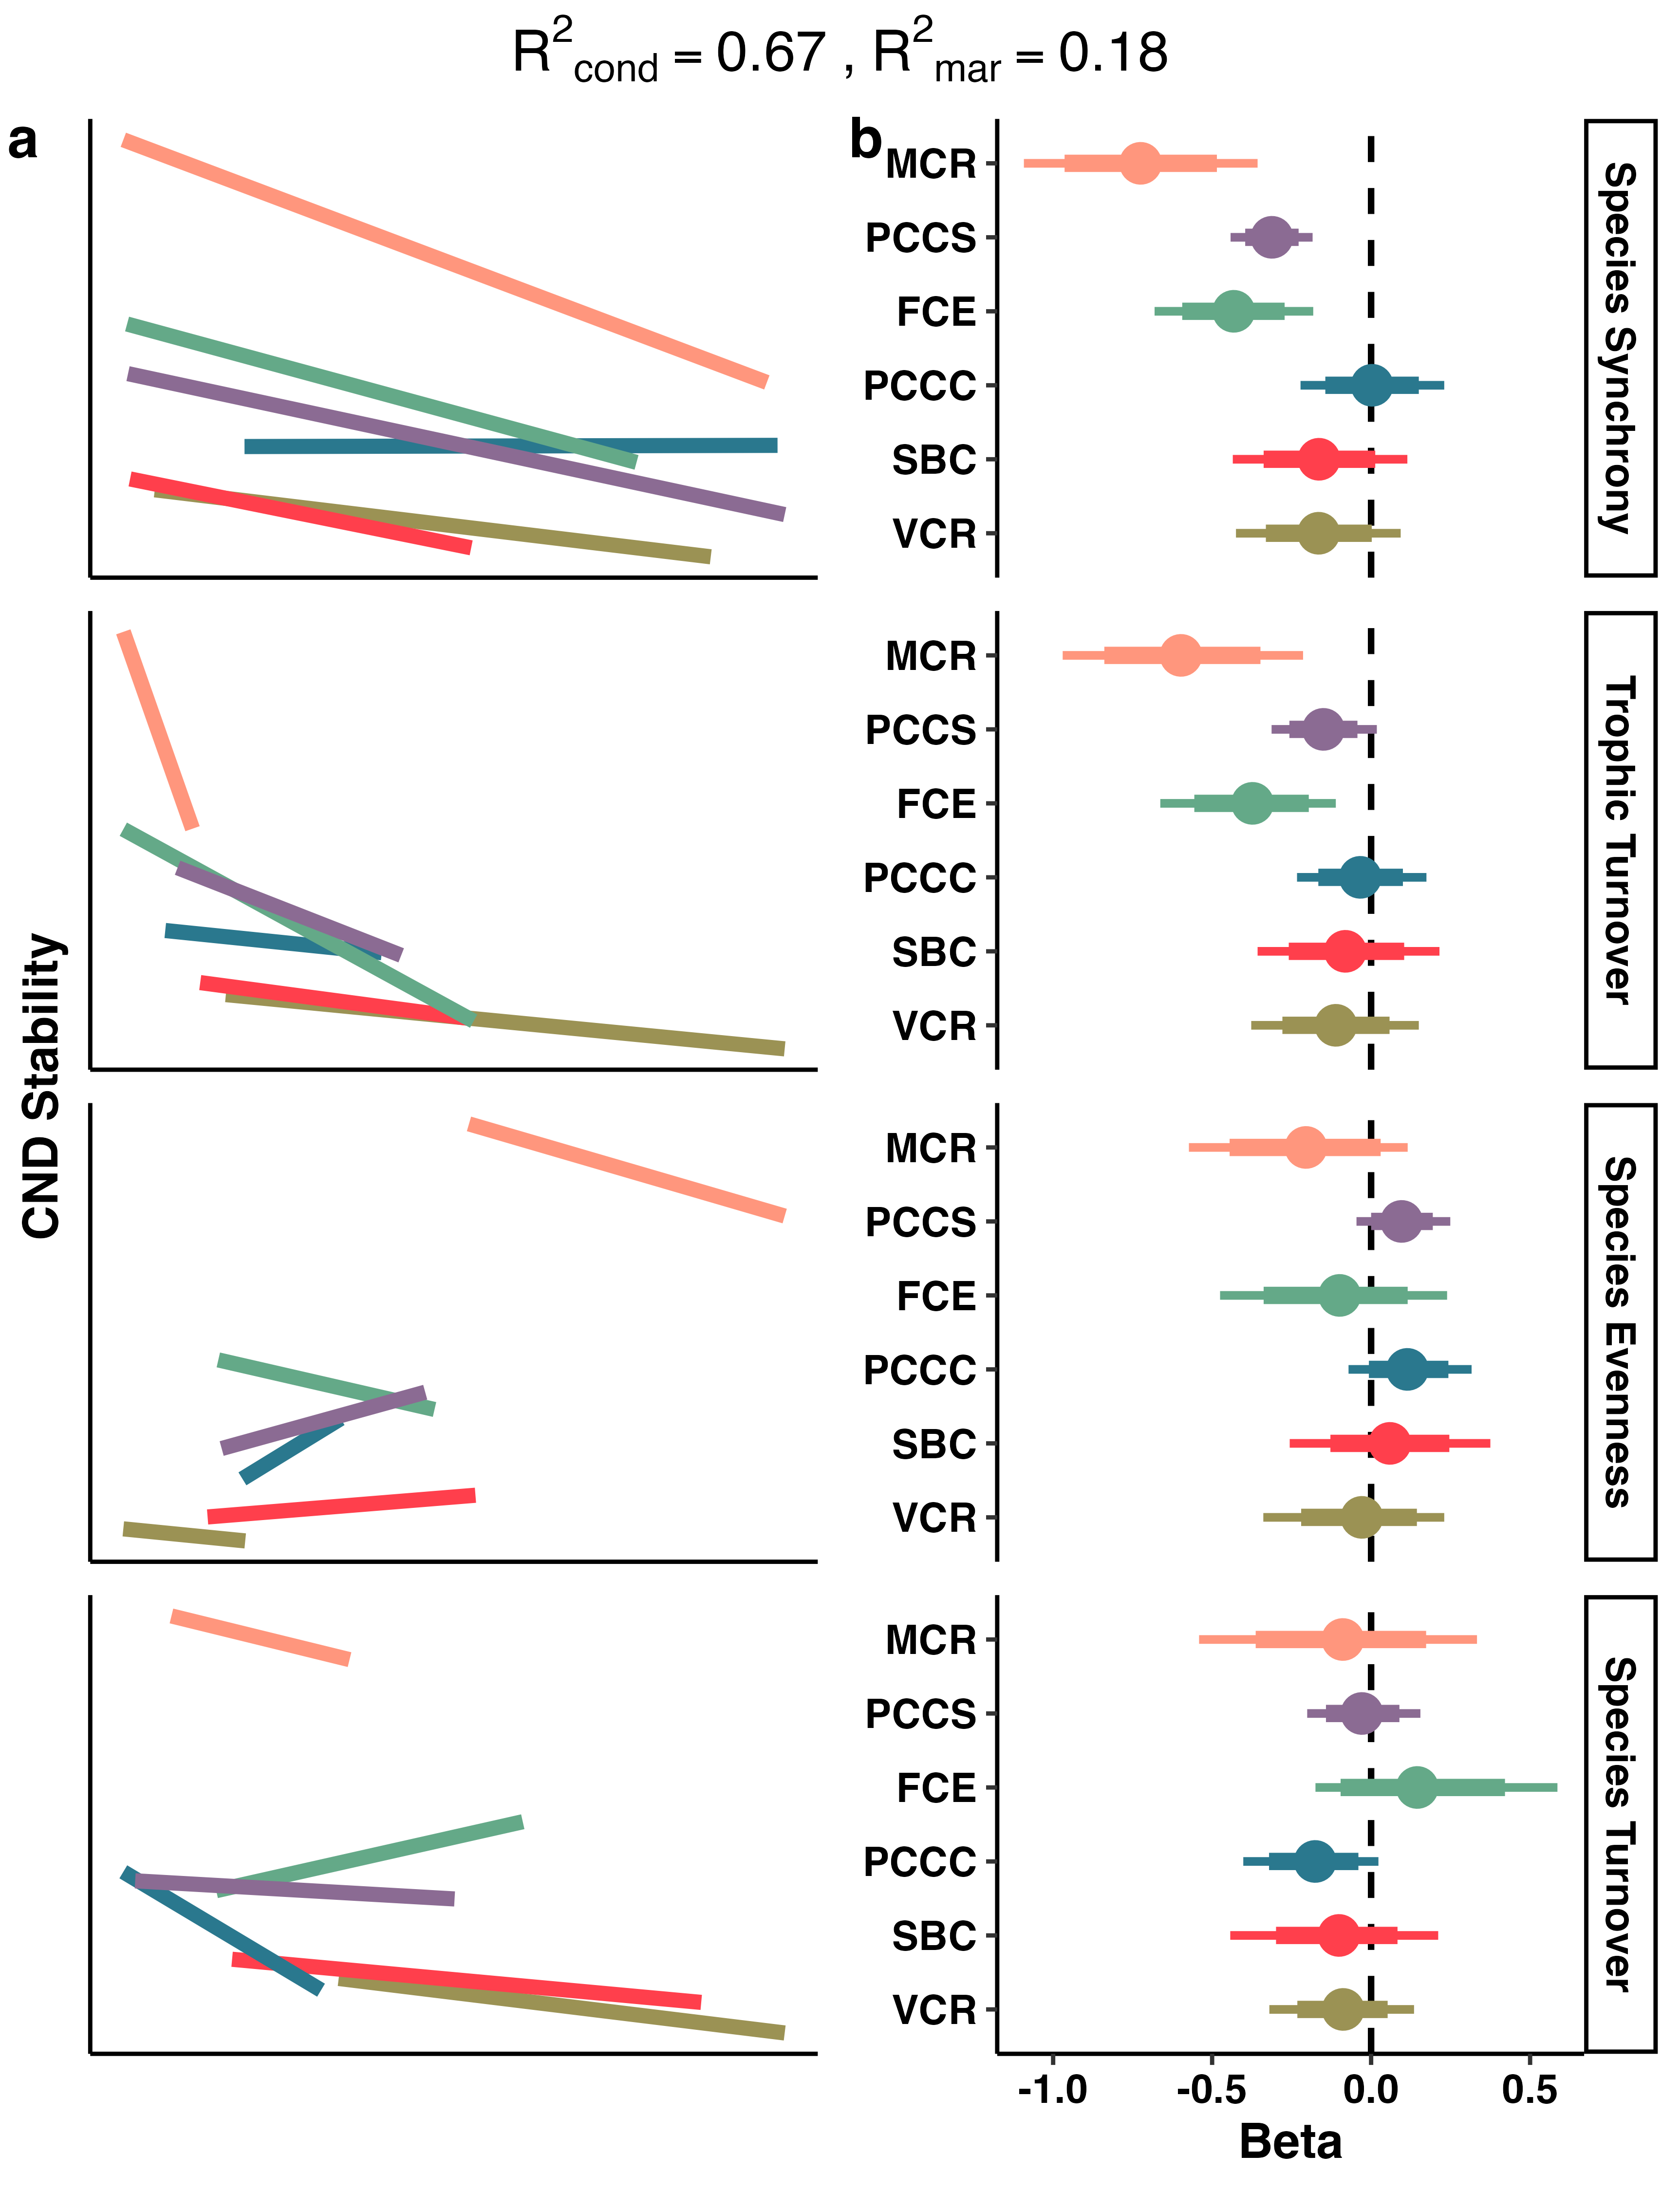 R²cond = 0.67 , R²mar = 0.18
a
b
CND Stability
MCR
PCCS
FCE
PCCC
SBC
VCR
Species Synchrony
MCR
PCCS
FCE
PCCC
SBC
VCR
Trophic Turnover
MCR
PCCS
FCE
PCCC
SBC
VCR
Species Evenness
MCR
PCCS
FCE
PCCC
SBC
VCR
Species Turnover
-1.0 -0.5 0.0 0.5
Beta